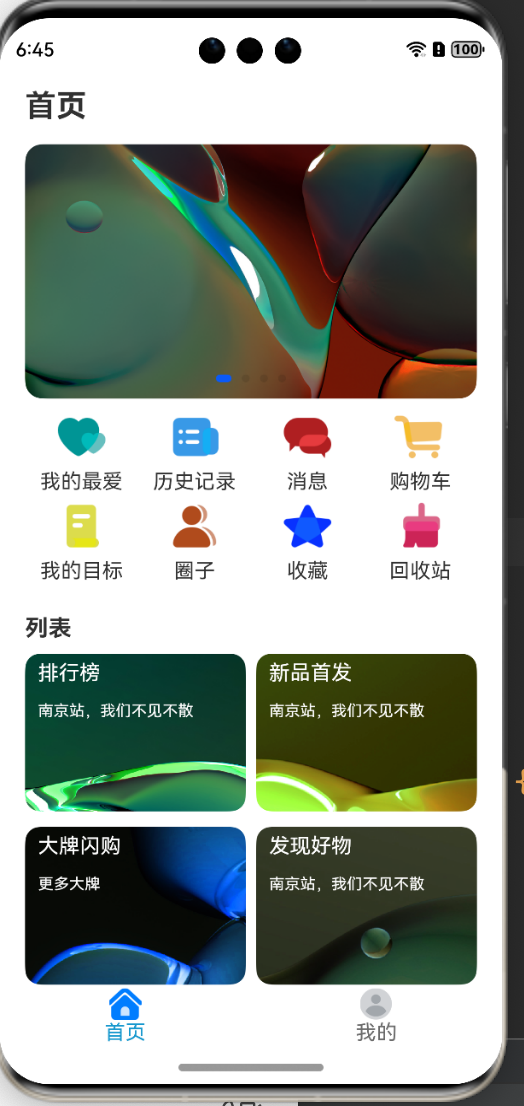 6:45
100
首页
我的最爱 历史记录 消息 购物车
我的目标 圈子 收藏 回收站
列表
排行榜
南京站，我们不见不散
新品首发
南京站，我们不见不散
大牌闪购
更多大牌
发现好物
南京站，我们不见不散
首页 我的